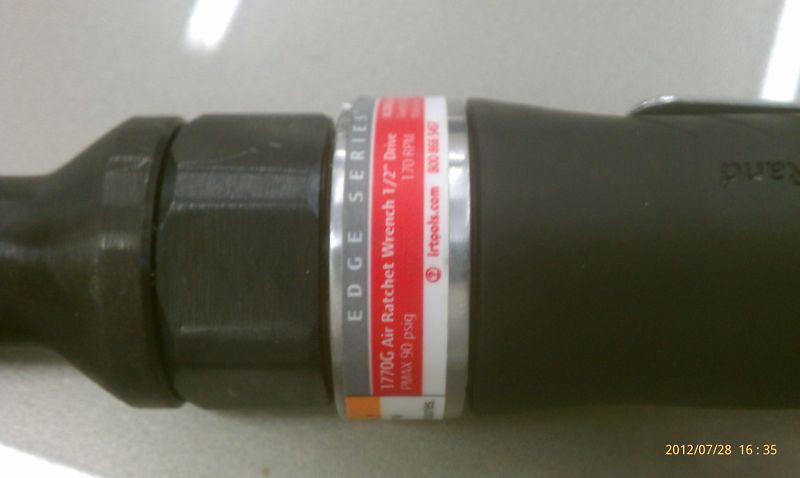 EDGE SERIES
1770G Air Ratchet Wrench 1/2" Drive
PMAX 90 psig 170 RPM
irtools.com 800 866 5457
Rand
2012/07/28 16:35